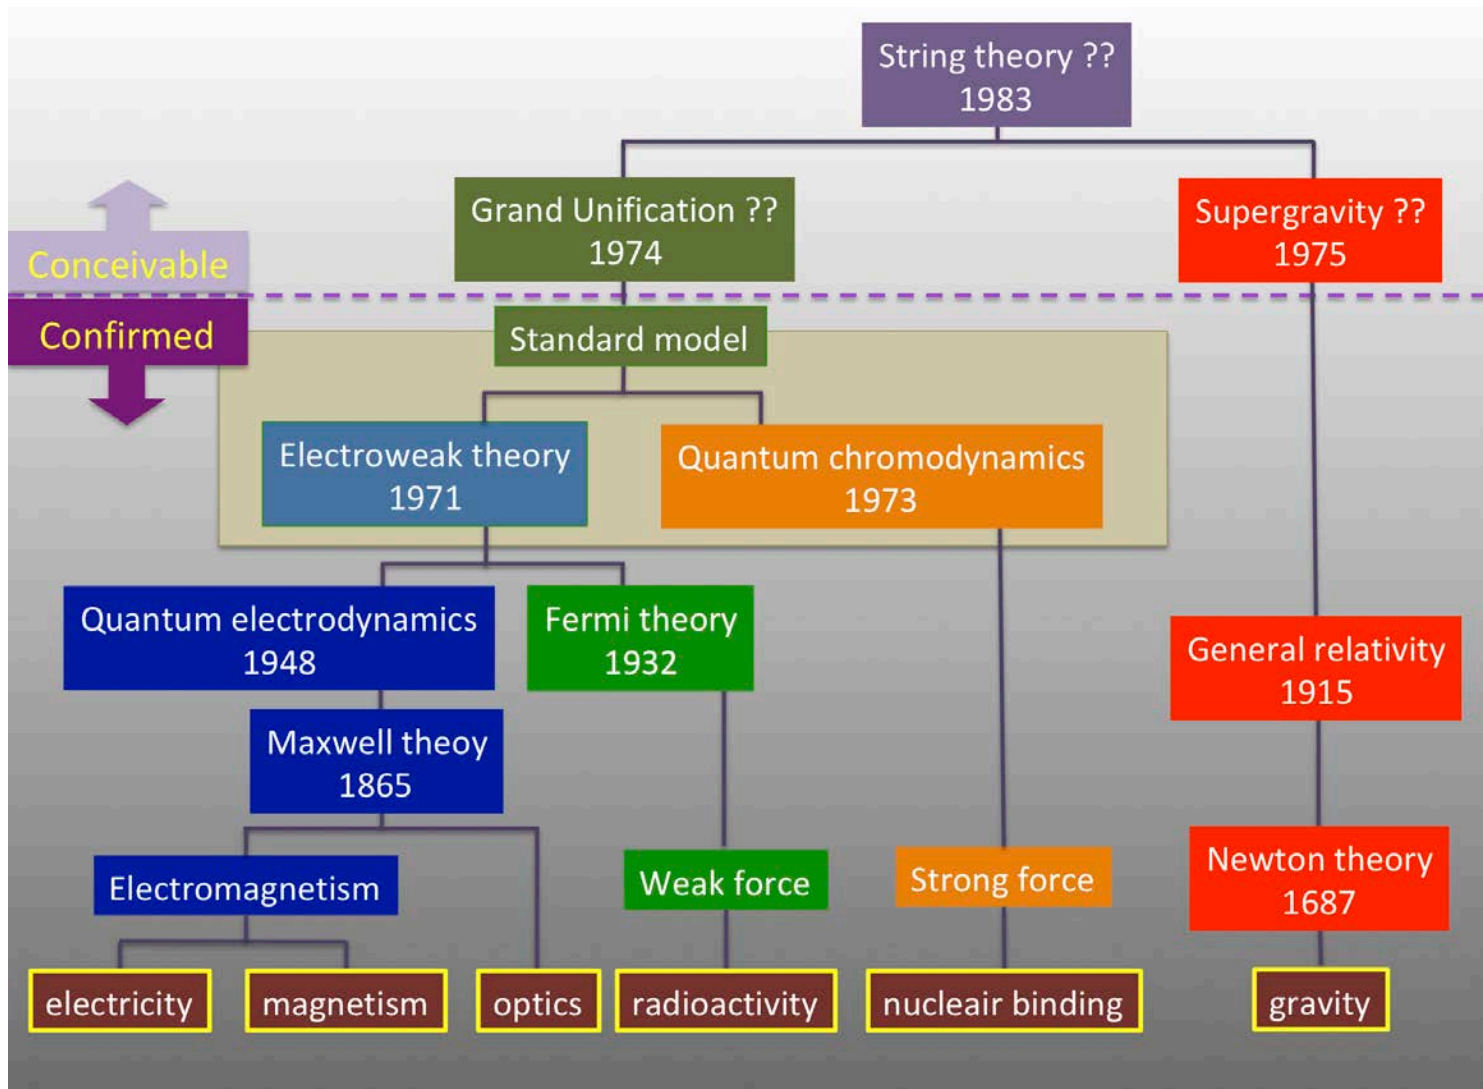 String theory ??
1983
Grand Unification ??
1974
Supergravity ??
1975
Conceivable
Confirmed
Standard model
Electroweak theory
1971
Quantum chromodynamics
1973
Quantum electrodynamics
1948
Fermi theory
1932
General relativity
1915
Maxwell theoy
1865
Electromagnetism
Weak force
Strong force
Newton theory
1687
electricity
magnetism
optics
radioactivity
nucleair binding
gravity